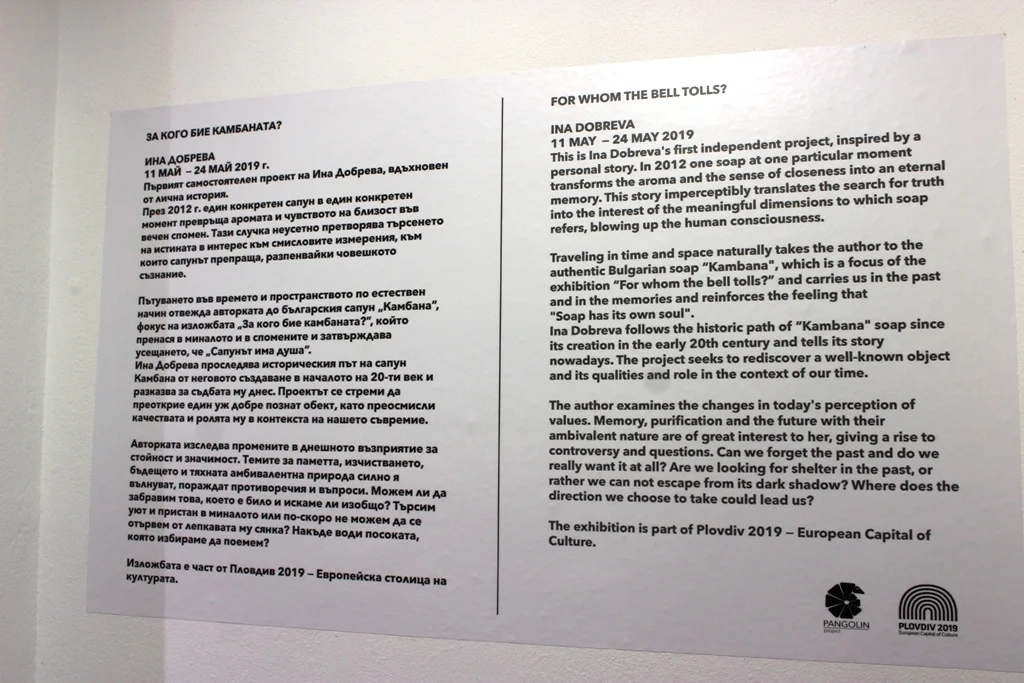 ЗА КОГО БИЕ КАМБАНАТА?
ИНА ДОБРЕВА
11 МАЙ – 24 МАЙ 2019 г.
Първият самостоятелен проект на Ина Добрева, вдъхновен
от лична история.
През 2012 г. един конкретен сапун в един конкретен
момент превръща аромата и чувството на близост във
вечен спомен. Тази случка неусетно претворява търсенето
на истината в интерес към смисловите измерения, към
които сапунът препраща, разпенвайки човешкото
съзнание.
Пътуването във времето и пространството по естествен
начин отвежда авторката до българския сапун „Камбана",
фокус на изложбата „За кого бие камбаната?", който
пренася в миналото и в спомените и затвърждава
усещането, че „Сапунът има душа".
Ина Добрева проследява историческия път на сапун
Камбана от неговото създаване в началото на 20-ти век и
разказва за съдбата му днес. Проектът се стреми да
преоткрие един уж добре познат обект, като преосмисли
качествата и ролята му в контекста на нашето съвремие.
Авторката изследва промените в днешното възприятие за
стойност и значимост. Темите за паметта, изчистването,
бъдещето и тяхната амбивалентна природа силно я
вълнуват, пораждат противоречия и въпроси. Можем ли да
забравим това, което е било и искаме ли изобщо? Търсим
уют и пристан в миналото или по-скоро не можем да се
отървем от лепкавата му сянка? Накъде води посоката,
която избираме да поемем?
Изложбата е част от Пловдив 2019 – Европейска столица на
културата.
FOR WHOM THE BELL TOLLS?
INA DOBREVA
11 MAY – 24 MAY 2019
This is Ina Dobreva's first independent project, inspired by a
personal story. In 2012 one soap at one particular moment
transforms the aroma and the sense of closeness into an eternal
memory. This story imperceptibly translates the search for truth
into the interest of the meaningful dimensions to which soap
refers, blowing up the human consciousness.
Traveling in time and space naturally takes the author to the
authentic Bulgarian soap “Kambana", which is a focus of the
exhibition “For whom the bell tolls?” and carries us in the past
and in the memories and reinforces the feeling that
"Soap has its own soul".
Ina Dobreva follows the historic path of “Kambana” soap since
its creation in the early 20th century and tells its story
nowadays. The project seeks to rediscover a well-known object
and its qualities and role in the context of our time.
The author examines the changes in today's perception of
values. Memory, purification and the future with their
ambivalent nature are of great interest to her, giving a rise to
controversy and questions. Can we forget the past and do we
really want it at all? Are we looking for shelter in the past, or
rather we can not escape from its dark shadow? Where does the
direction we choose to take could lead us?
The exhibition is part of Plovdiv 2019 – European Capital of
Culture.
PANGOLIN
project
PLOVDIV 2019
European Capital of Culture